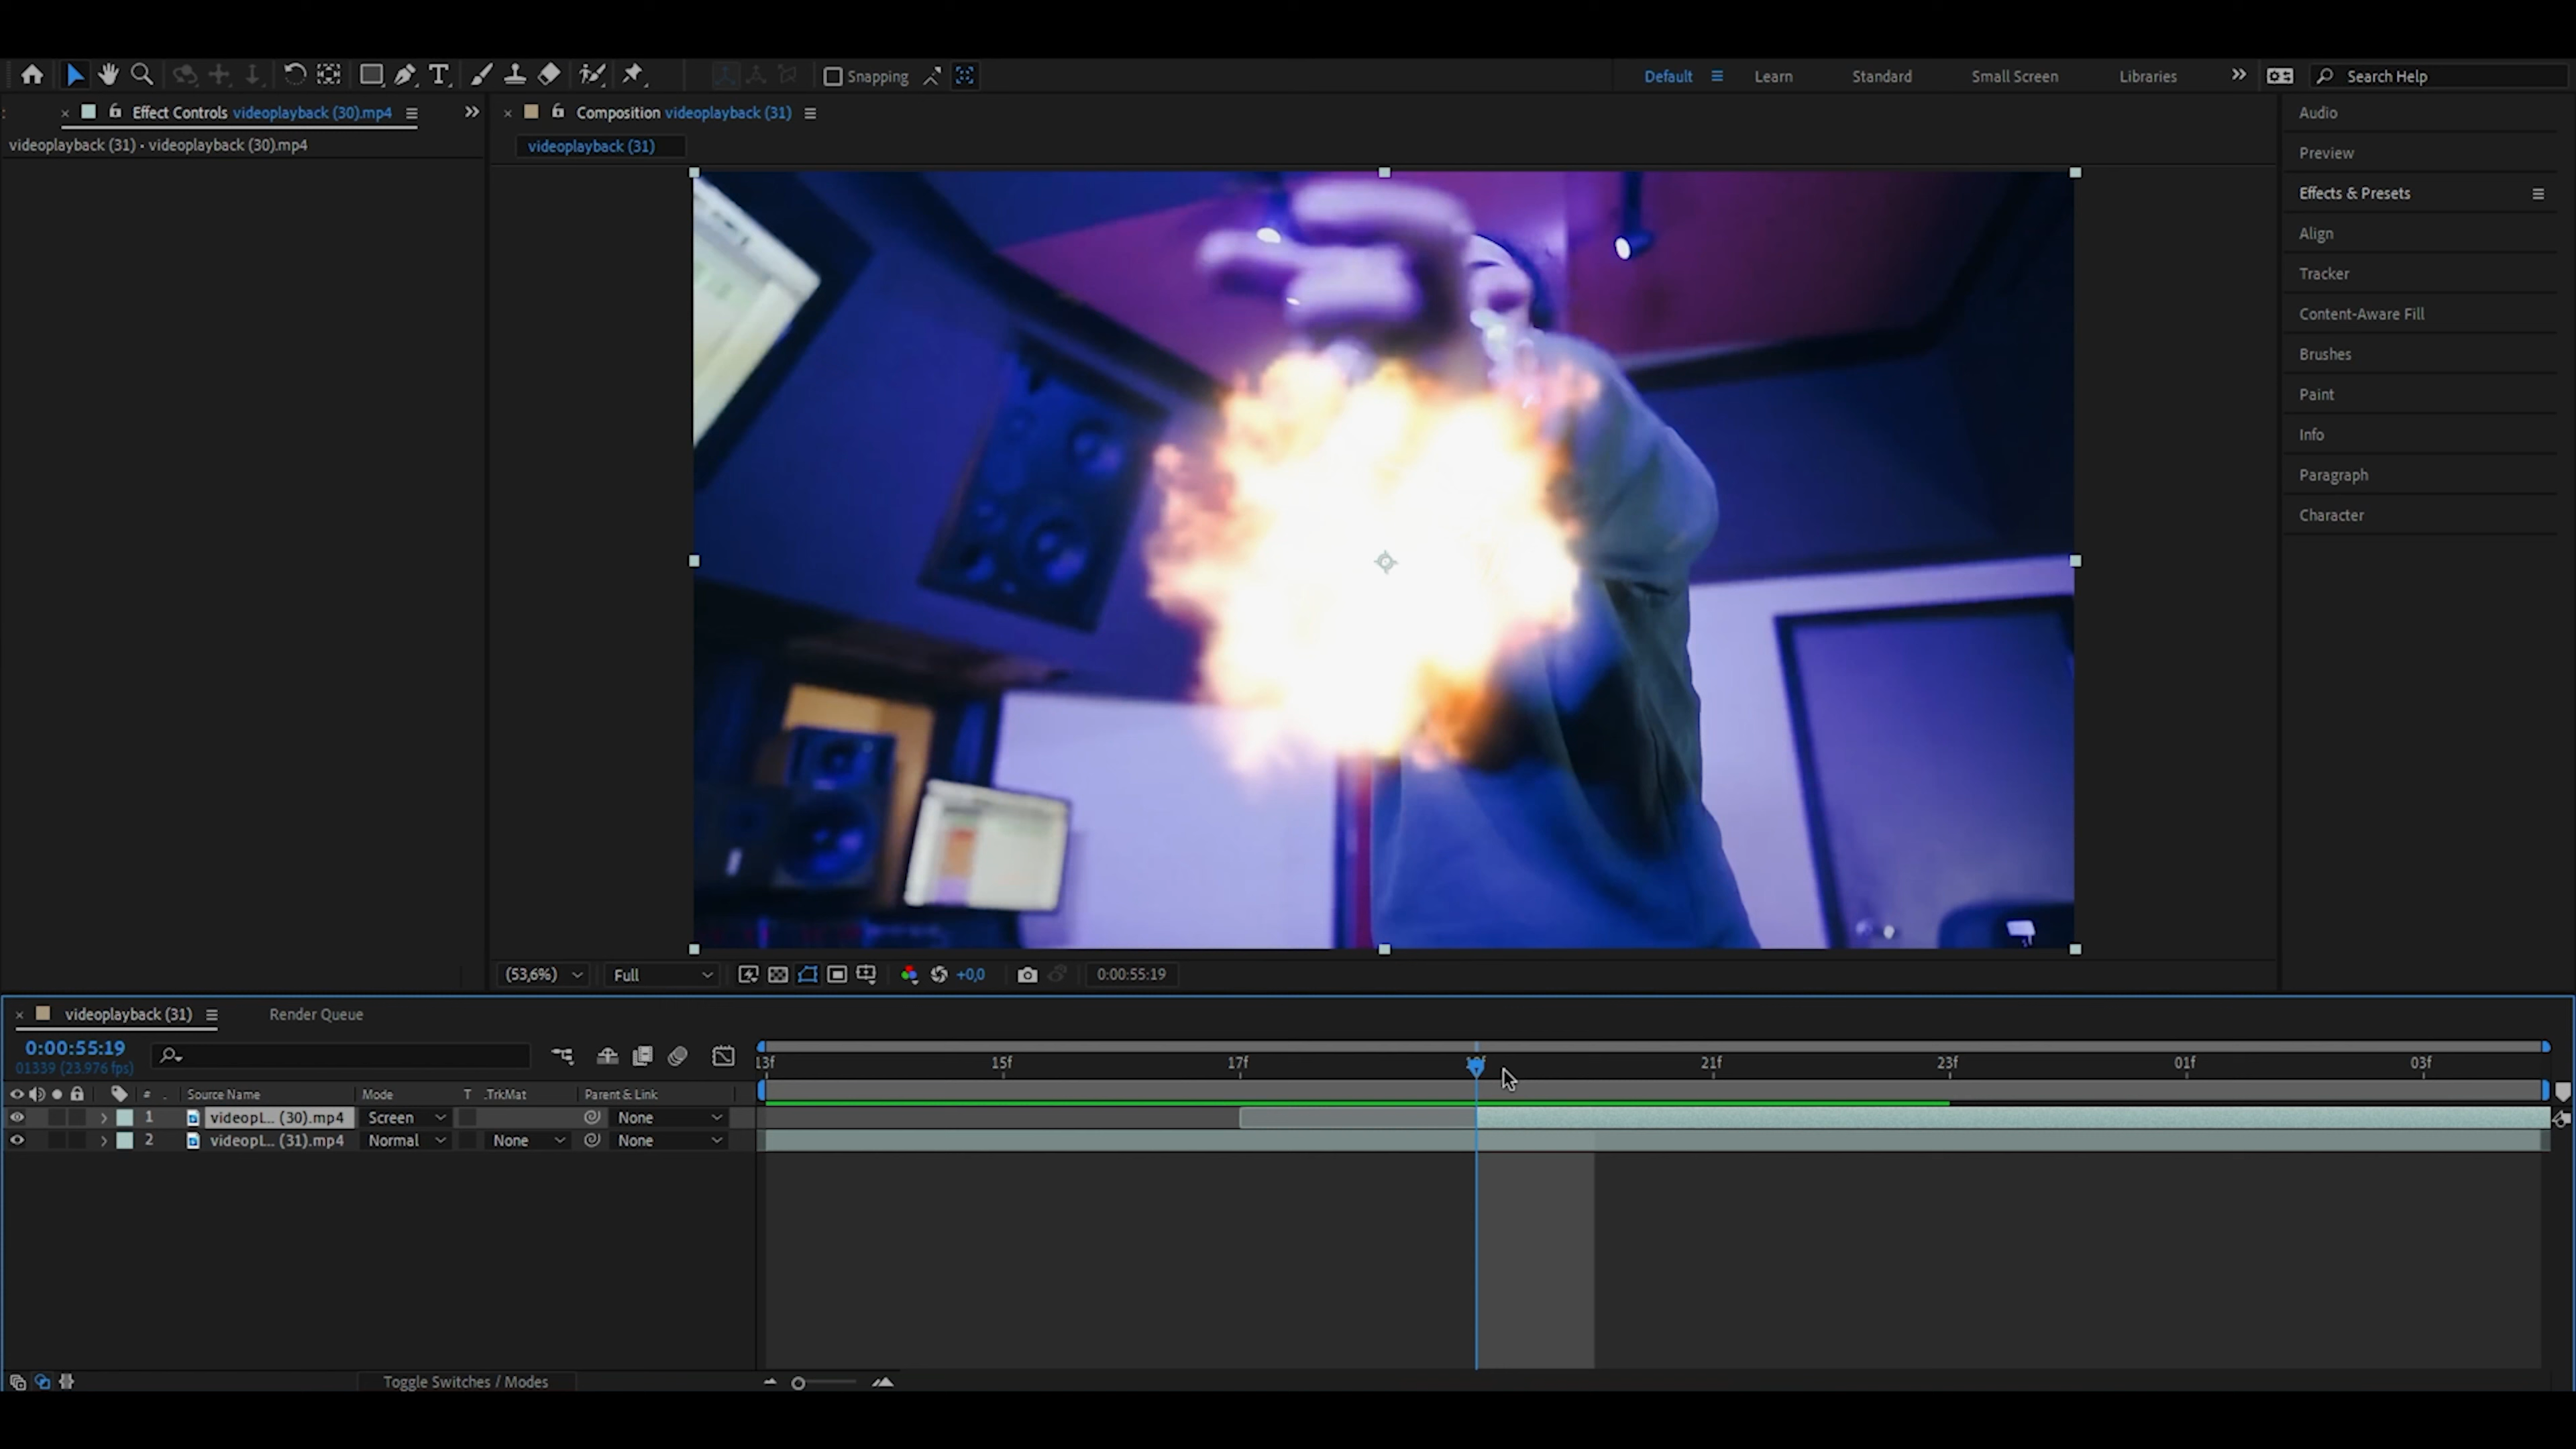 Snapping
Default
Learn
Standard
Small Screen
Libraries
Search Help
Effect Controls videoplayback (30).mp4
Composition videoplayback (31)
videoplayback (31) • videoplayback (30).mp4
videoplayback (31)
Audio
Preview
Effects & Presets
Align
Tracker
Content-Aware Fill
Brushes
Paint
Info
Paragraph
Character
(53,6%)
Full
+0,0
0:00:55:19
videoplayback (31)
Render Queue
0:00:55:19
01339 (23.976 fps)
13f
15f
17f
21f
23f
01f
03f
#
Source Name
Mode
T
.TrkMat
Parent & Link
1
videopl... (30).mp4
Screen
None
2
videopl... (31).mp4
Normal
None
None
Toggle Switches / Modes